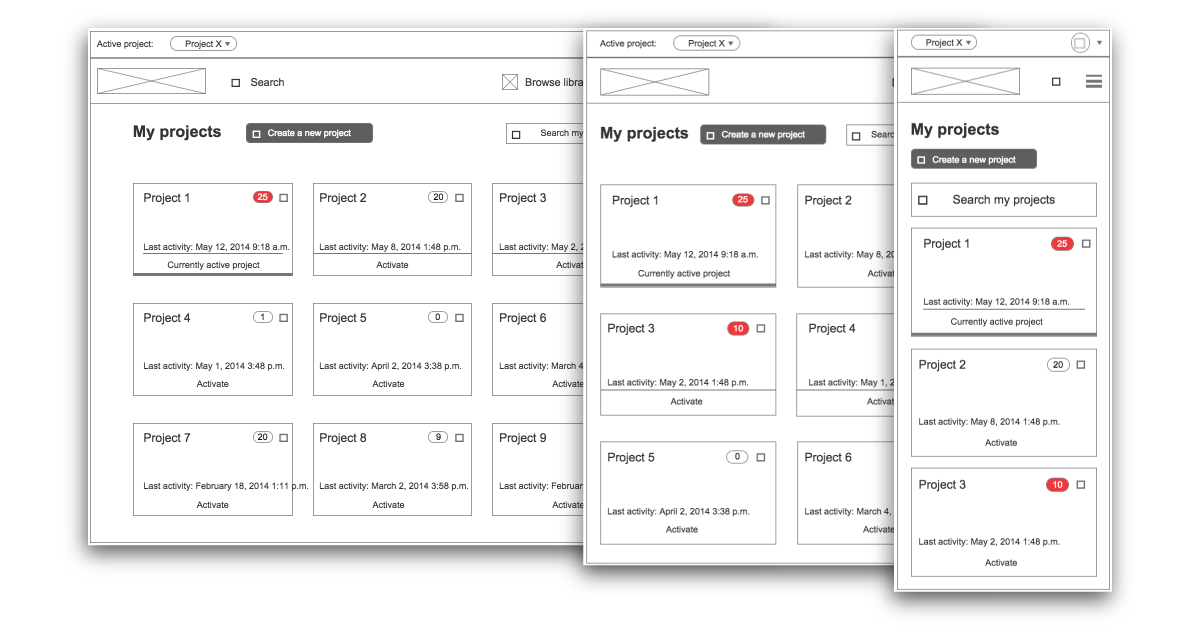 Active project: Project X ▾
Search Browse libra
My projects Create a new project Search my
Project 1 25 Project 2 20 Project 3
Last activity: May 12, 2014 9:18 a.m. Last activity: May 8, 2014 1:48 p.m. Last activity: May 2, 2
Currently active project Activate Activat
Project 4 1 Project 5 0 Project 6
Last activity: May 1, 2014 3:48 p.m. Last activity: April 2, 2014 3:38 p.m. Last activity: March 4
Activate Activate Activate
Project 7 20 Project 8 9 Project 9
Last activity: February 18, 2014 1:11 p.m. Last activity: March 2, 2014 3:58 p.m. Last activity: Februar
Activate Activate Activate
Active project: Project X ▾
My projects Create a new project Searc
Project 1 25 Project 2
Last activity: May 12, 2014 9:18 a.m. Last activity: May 8, 20
Currently active project Activa
Project 3 10 Project 4
Last activity: May 2, 2014 1:48 p.m. Last activity: May 1, 2
Activate Activat
Project 5 0 Project 6
Last activity: April 2, 2014 3:38 p.m. Last activity: March 4,
Activate Activate
Project X ▾
My projects
Create a new project
Search my projects
Project 1 25
Last activity: May 12, 2014 9:18 a.m.
Currently active project
Project 2 20
Last activity: May 8, 2014 1:48 p.m.
Activate
Project 3 10
Last activity: May 2, 2014 1:48 p.m.
Activate